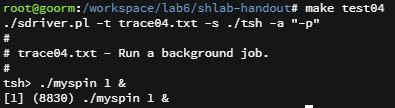 root@goorm:/workspace/lab6/shlab-handout# make test04
./sdriver.pl -t trace04.txt -s ./tsh -a "-p"
#
# trace04.txt - Run a background job.
#
tsh> ./myspin 1 &
[1] (8830) ./myspin 1 &